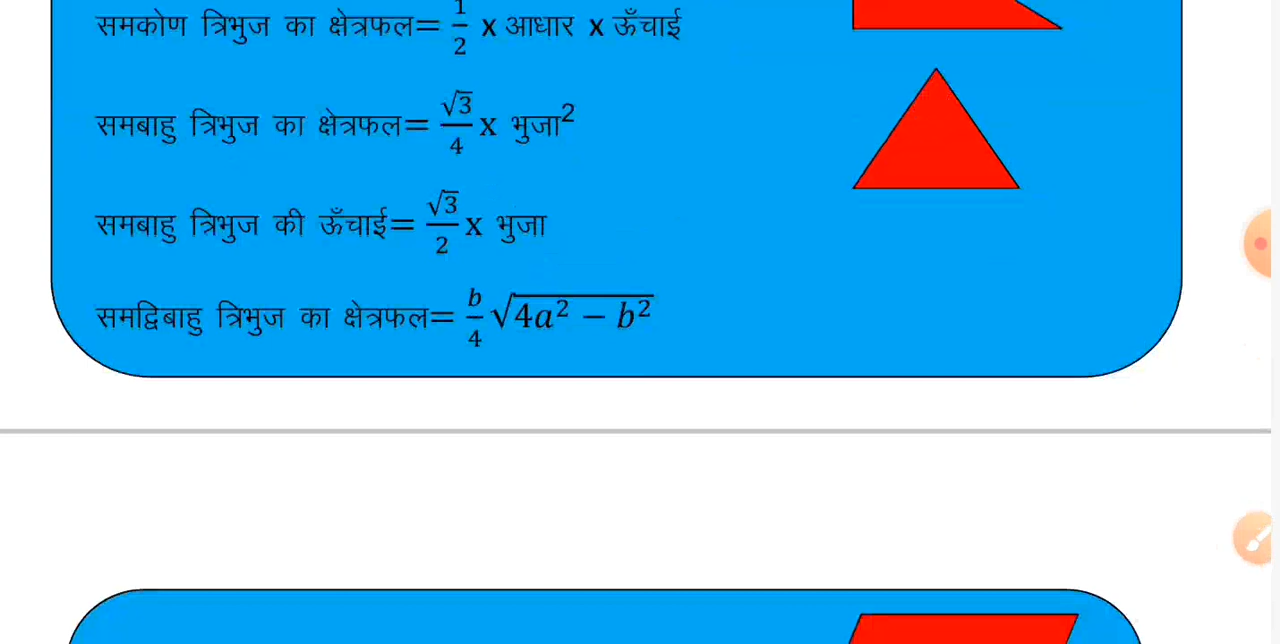 समकोण त्रिभुज का क्षेत्रफल= 1/2 x आधार x ऊँचाई
समबाहु त्रिभुज का क्षेत्रफल= √3/4 x भुजा²
समबाहु त्रिभुज की ऊँचाई= √3/2 x भुजा
समद्विबाहु त्रिभुज का क्षेत्रफल= b/4 √4a² − b²